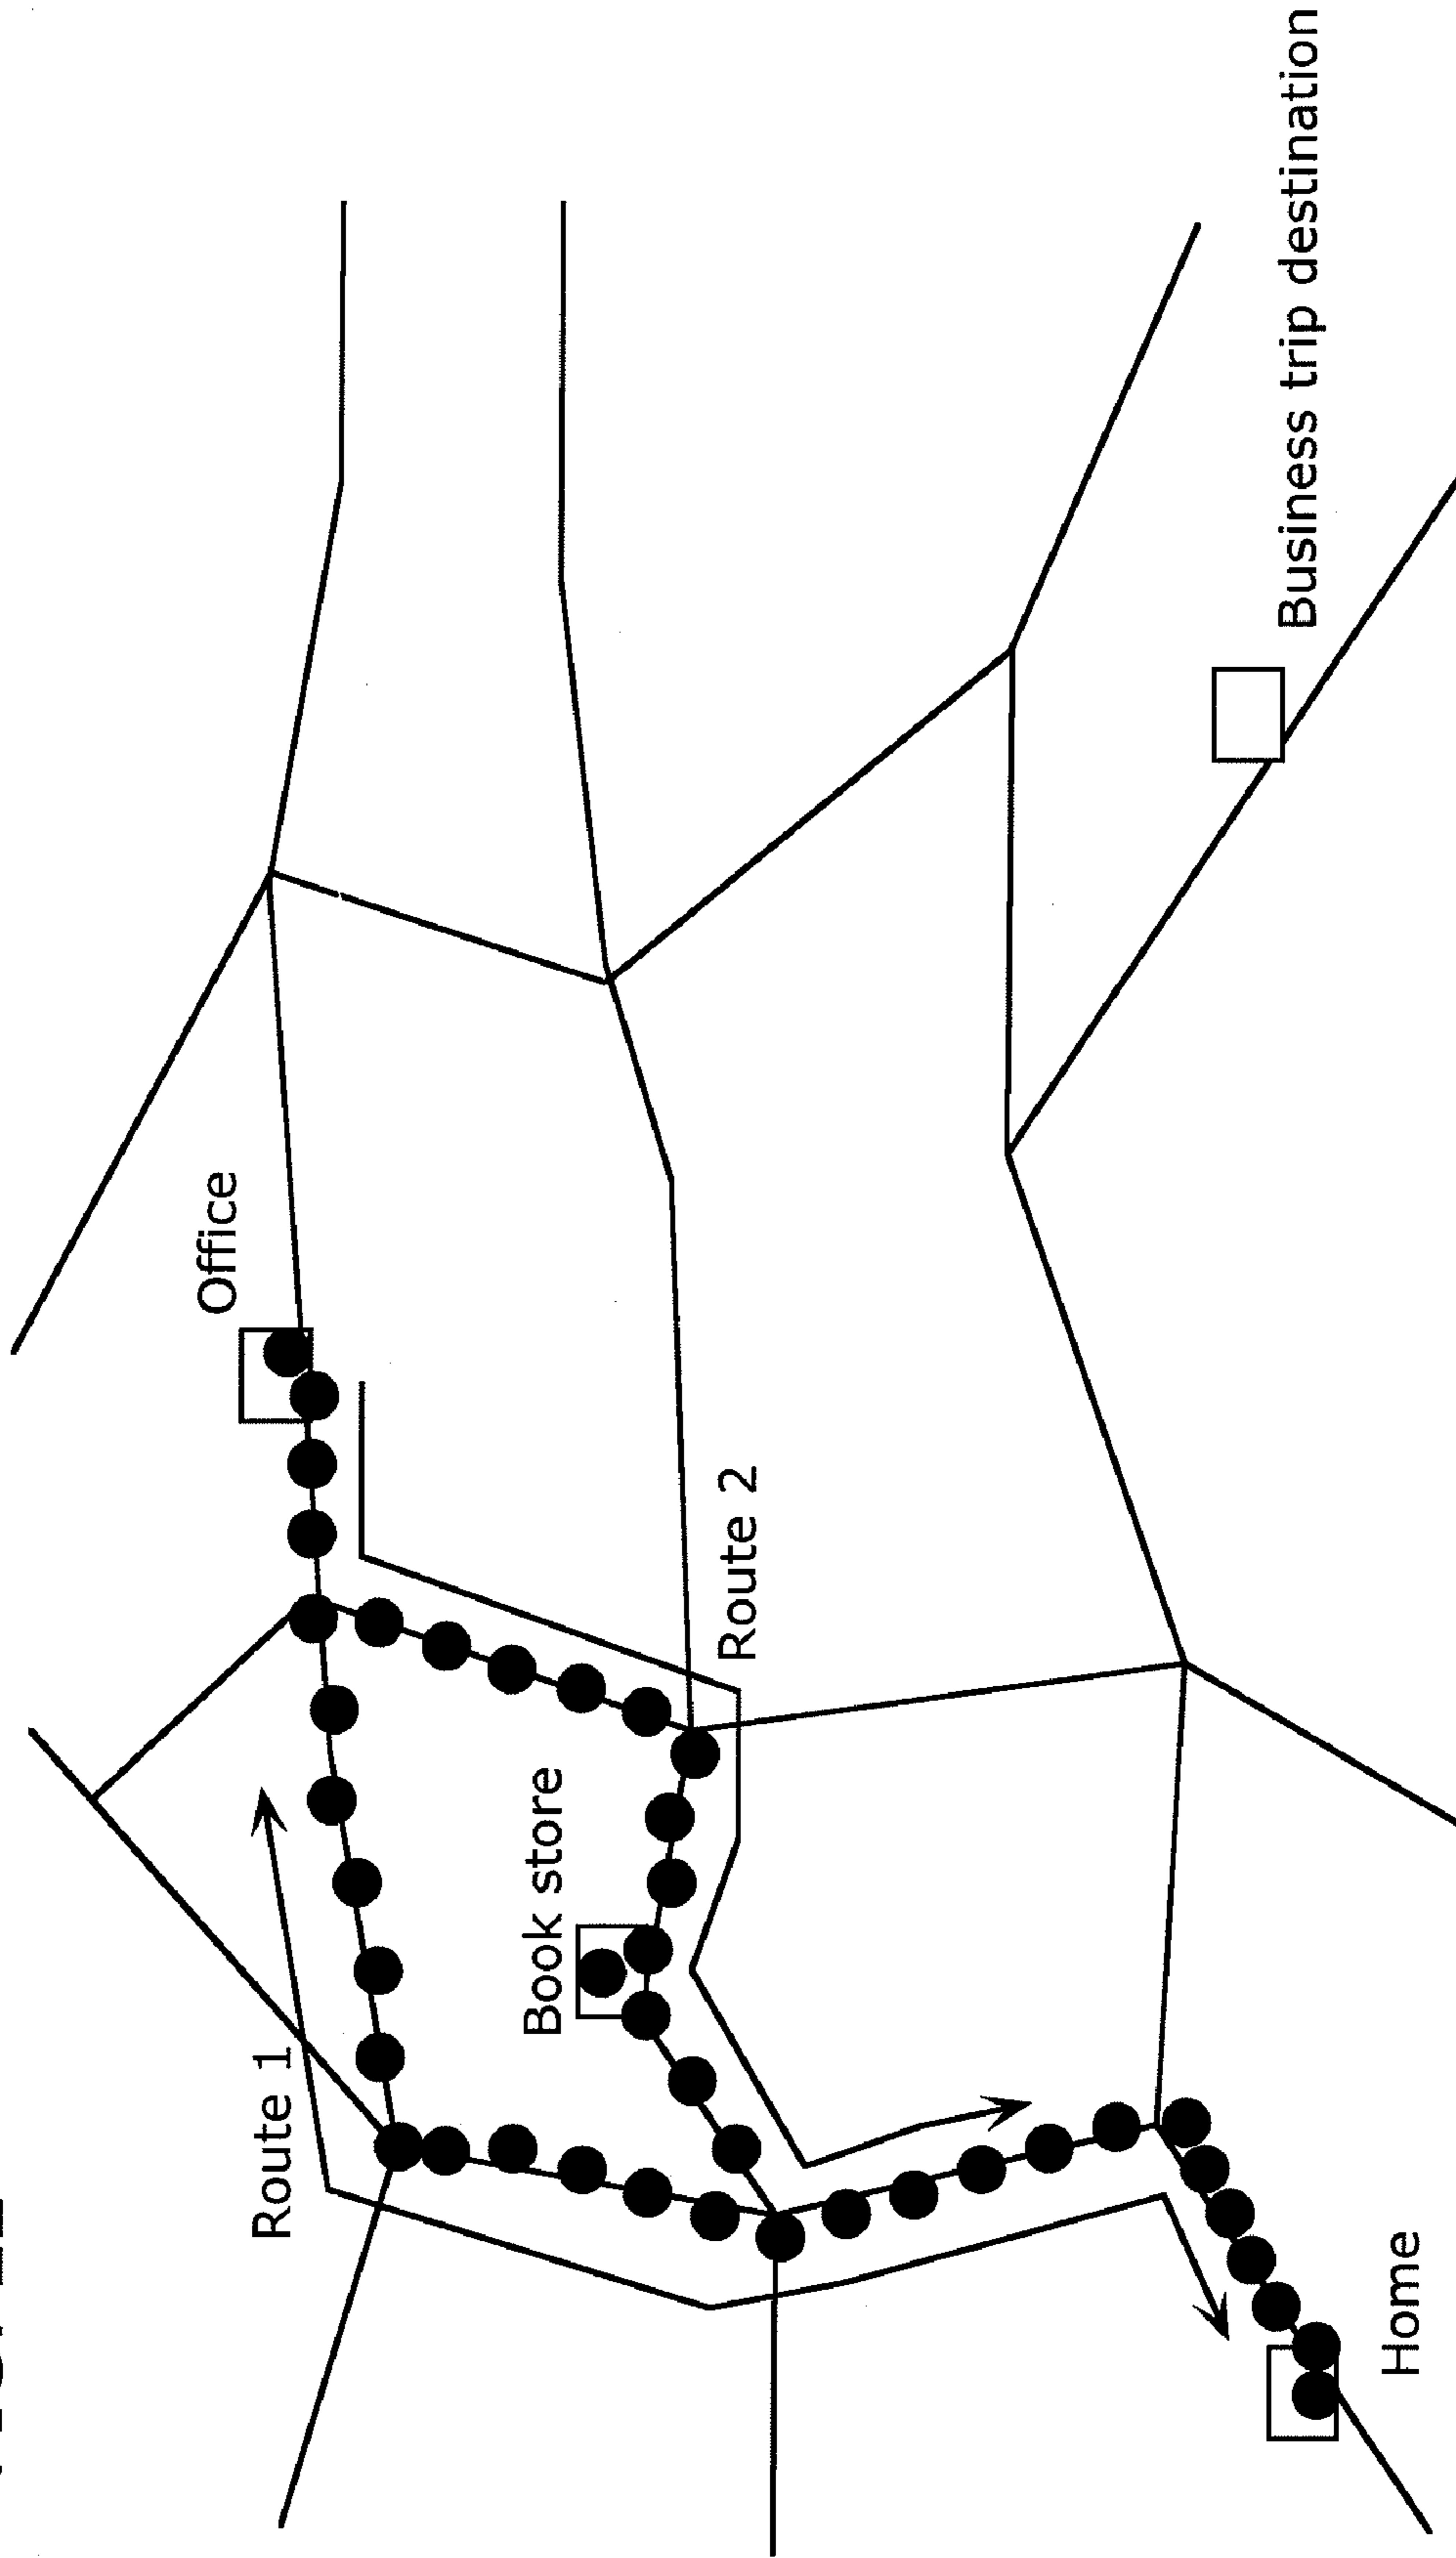 Office
Route 1
Book store
Route 2
Business trip destination
Home